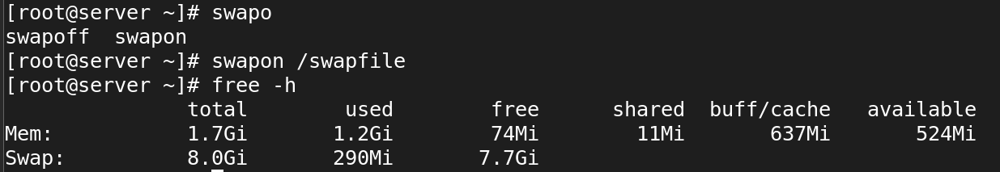 [root@server ~]# swapo
swapoff  swapon
[root@server ~]# swapon /swapfile
[root@server ~]# free -h
               total        used        free      shared  buff/cache   available
Mem:           1.7Gi       1.2Gi        74Mi        11Mi       637Mi       524Mi
Swap:          8.0Gi       290Mi       7.7Gi